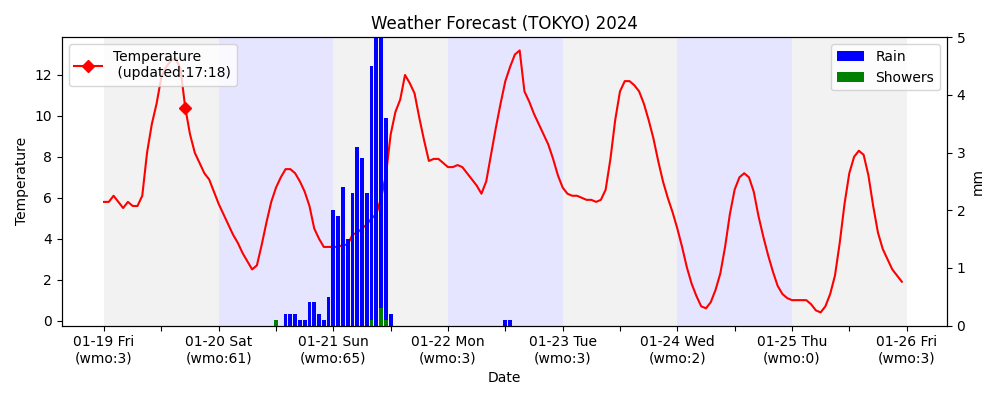 Weather Forecast (TOKYO) 2024
Temperature
(updated:17:18)
Rain
Showers
Temperature
12
10
8
6
4
2
0
5
4
3
2
1
0
mm
01-19 Fri
(wmo:3)
01-20 Sat
(wmo:61)
01-21 Sun
(wmo:65)
01-22 Mon
(wmo:3)
01-23 Tue
(wmo:3)
01-24 Wed
(wmo:2)
01-25 Thu
(wmo:0)
01-26 Fri
(wmo:3)
Date